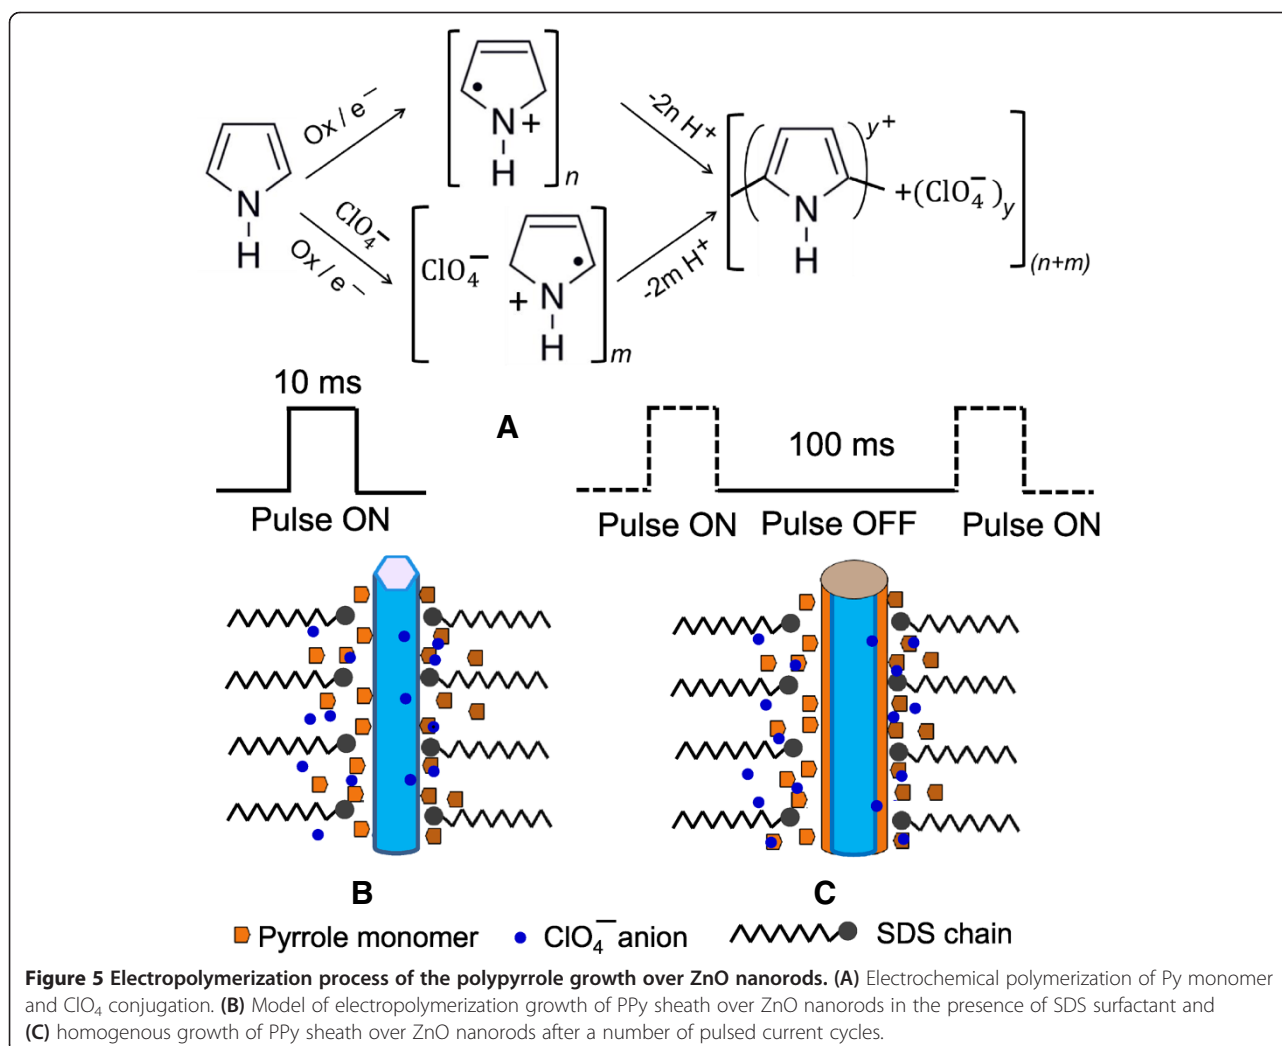 Ox / e⁻
N+
H
n
-2n H⁺
N
H
ClO₄⁻
Ox / e⁻
ClO₄⁻
+ N
H
m
-2m H⁺
N
H
y+
+(ClO₄⁻)y
(n+m)
10 ms
Pulse ON
A
100 ms
Pulse ON Pulse OFF Pulse ON
B
C
Pyrrole monomer ClO₄⁻ anion SDS chain
Figure 5 Electropolymerization process of the polypyrrole growth over ZnO nanorods. (A) Electrochemical polymerization of Py monomer
and ClO₄ conjugation. (B) Model of electropolymerization growth of PPy sheath over ZnO nanorods in the presence of SDS surfactant and
(C) homogenous growth of PPy sheath over ZnO nanorods after a number of pulsed current cycles.